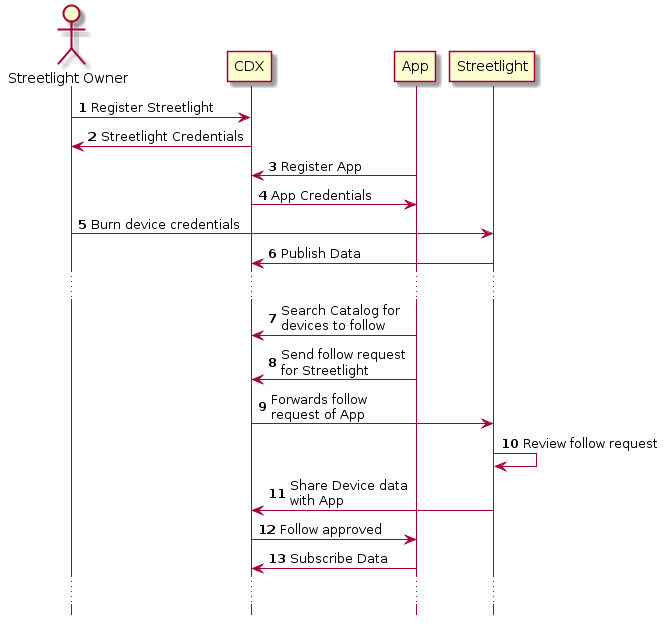 Streetlight Owner
CDX
App
Streetlight
1 Register Streetlight
2 Streetlight Credentials
3 Register App
4 App Credentials
5 Burn device credentials
6 Publish Data
7 Search Catalog for
devices to follow
8 Send follow request
for Streetlight
9 Forwards follow
request of App
10 Review follow request
11 Share Device data
with App
12 Follow approved
13 Subscribe Data